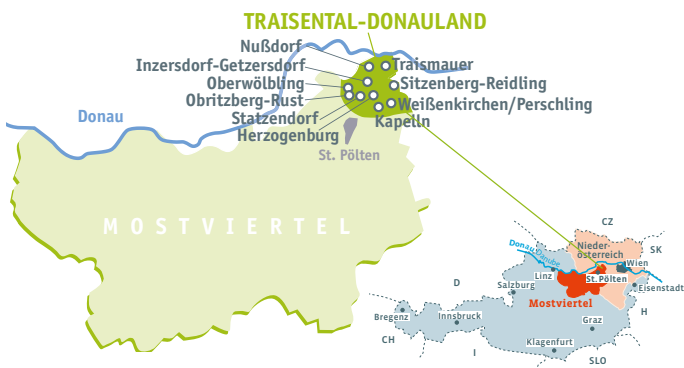 TRAISENTAL-DONAULAND
Nußdorf
Inzersdorf-Getzersdorf
Oberwölbling
Obritzberg-Rust
Statzendorf
Herzogenburg
Traismauer
Sitzenberg-Reidling
Weißenkirchen/Perschling
Kapelln
Donau
St. Pölten
MOSTVIERTEL
CZ
SK
Donau/Danube
Nieder-
österreich
Wien
Linz
St.Pölten
Eisenstadt
Salzburg
Mostviertel
D
H
Bregenz
Innsbruck
Graz
CH
I
Klagenfurt
SLO